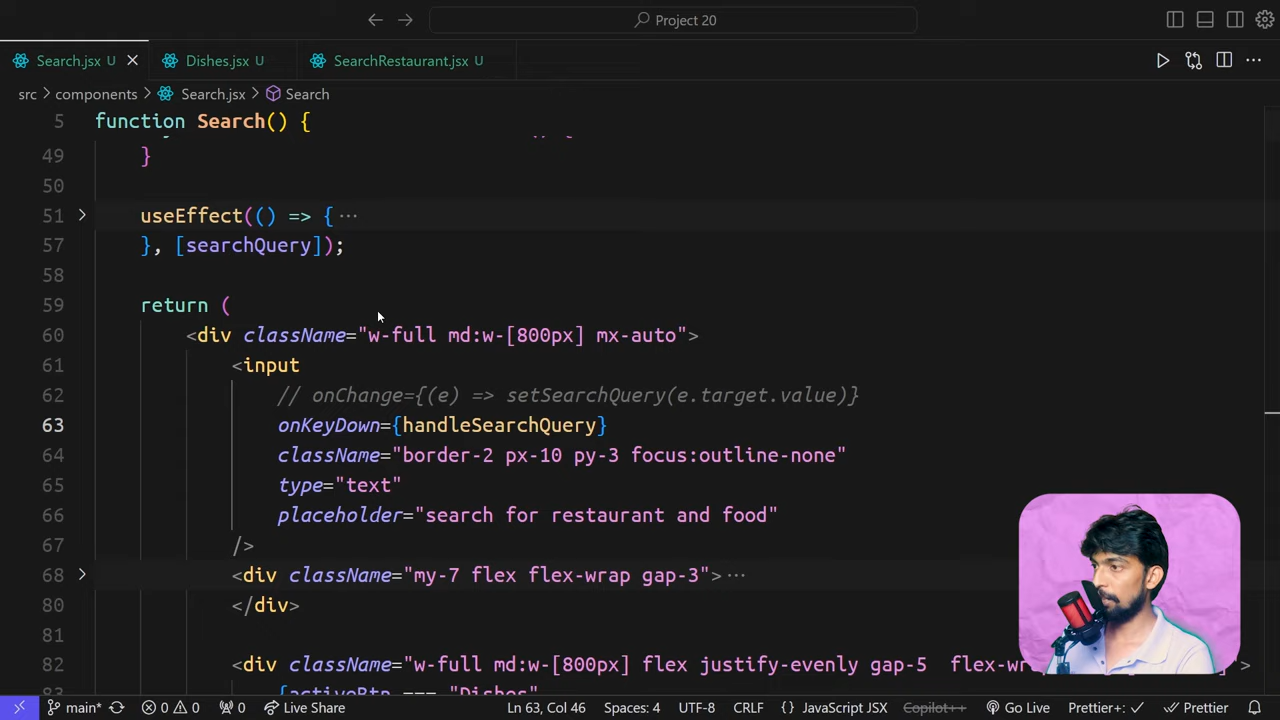 Project 20
Search.jsx U Dishes.jsx U SearchRestaurant.jsx U
src > components > Search.jsx > Search
5 function Search() {
49 }
50
51 useEffect(() => { ···
57 }, [searchQuery]);
58
59 return (
60 <div className="w-full md:w-[800px] mx-auto">
61 <input
62 // onChange={(e) => setSearchQuery(e.target.value)}
63 onKeyDown={handleSearchQuery}
64 className="border-2 px-10 py-3 focus:outline-none"
65 type="text"
66 placeholder="search for restaurant and food"
67 />
68 <div className="my-7 flex flex-wrap gap-3"> ···
80 </div>
81
82 <div className="w-full md:w-[800px] flex justify-evenly gap-5 flex-wr
83 {activeBtn === "Dishes"
main* 0 0 0 Live Share Ln 63, Col 46 Spaces: 4 UTF-8 CRLF {} JavaScript JSX Copilot++ Go Live Prettier+: Prettier